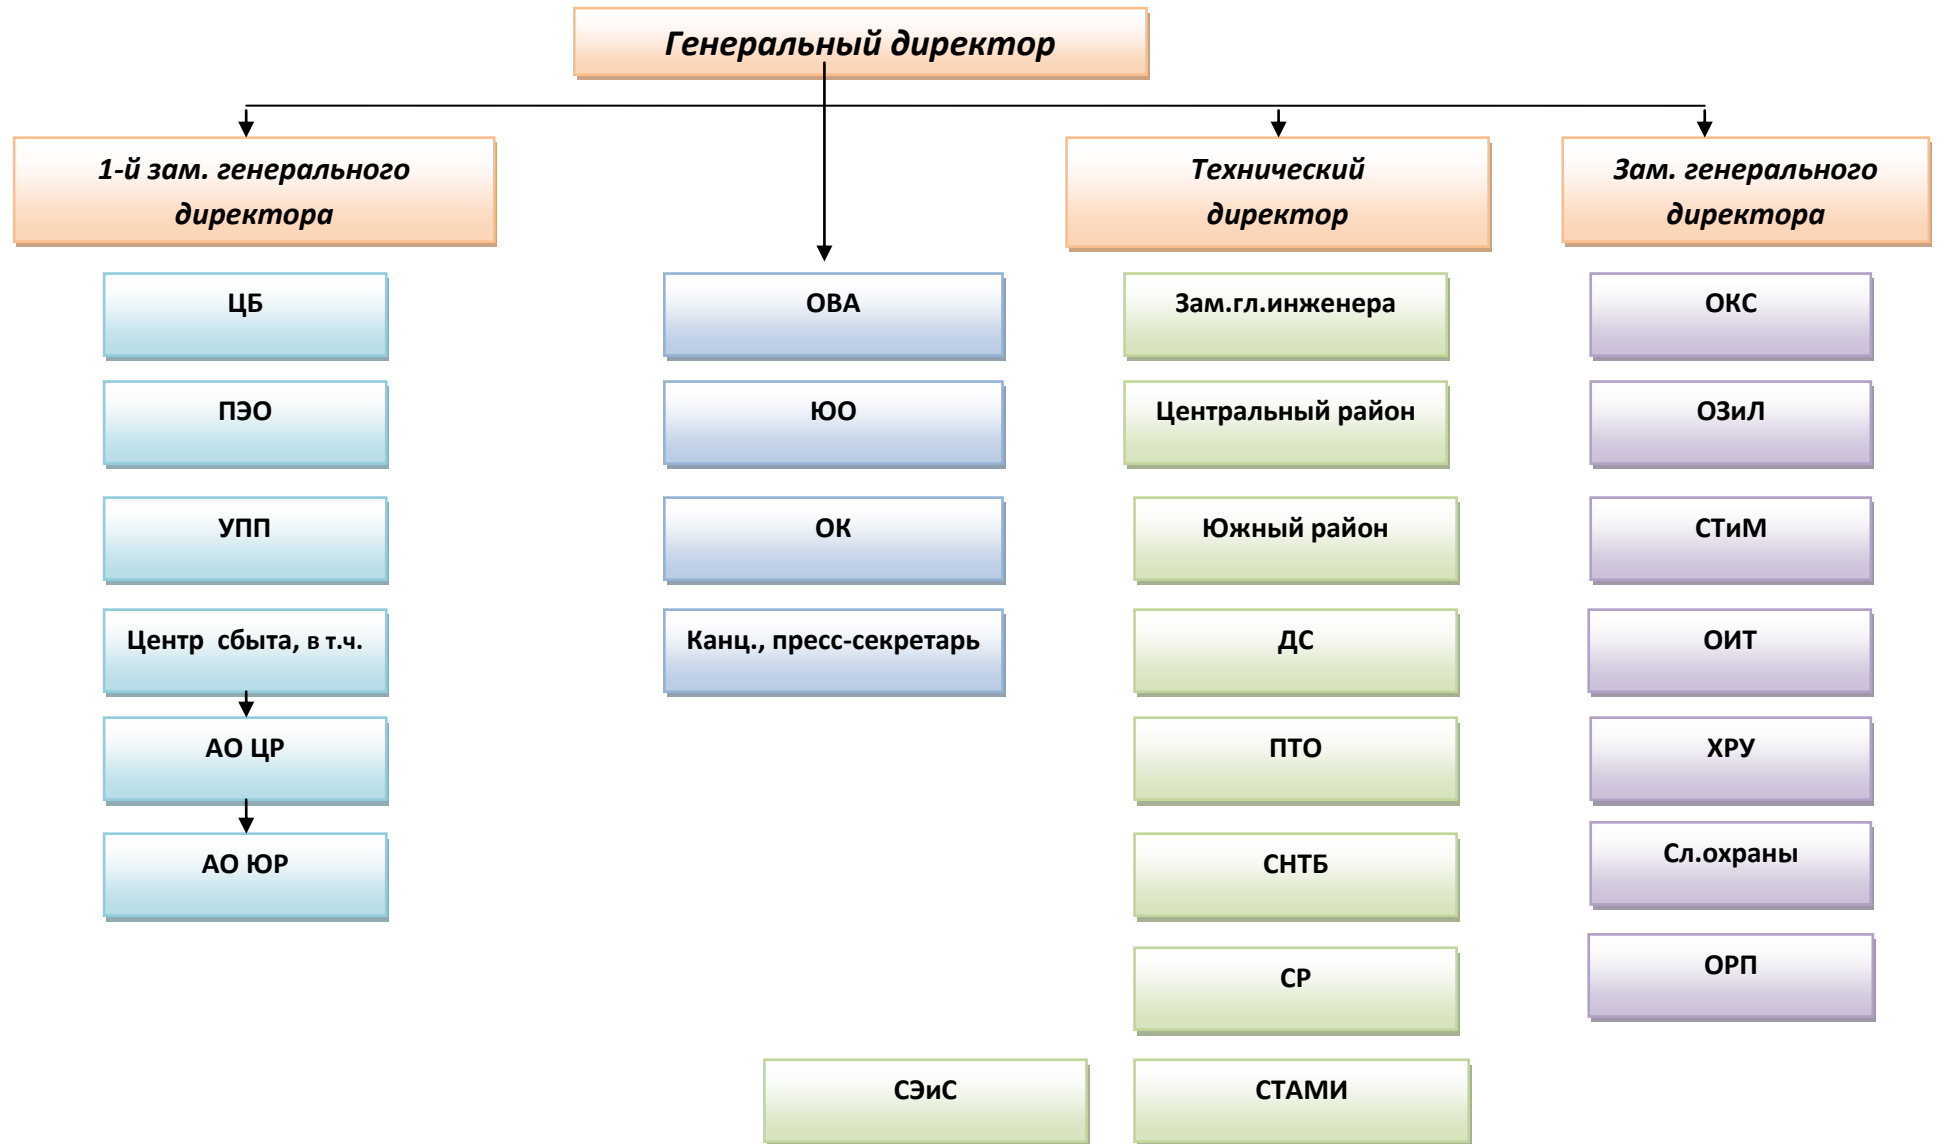 Генеральный директор
1-й зам. генерального
директора
Технический
директор
Зам. генерального
директора
ЦБ
ОВА
Зам.гл.инженера
ОКС
ПЭО
ЮО
Центральный район
ОЗиЛ
УПП
ОК
Южный район
СТиМ
Центр  сбыта, в т.ч.
Канц., пресс-секретарь
ДС
ОИТ
АО ЦР
ПТО
ХРУ
АО ЮР
СНТБ
Сл.охраны
СР
ОРП
СЭиС
СТАМИ